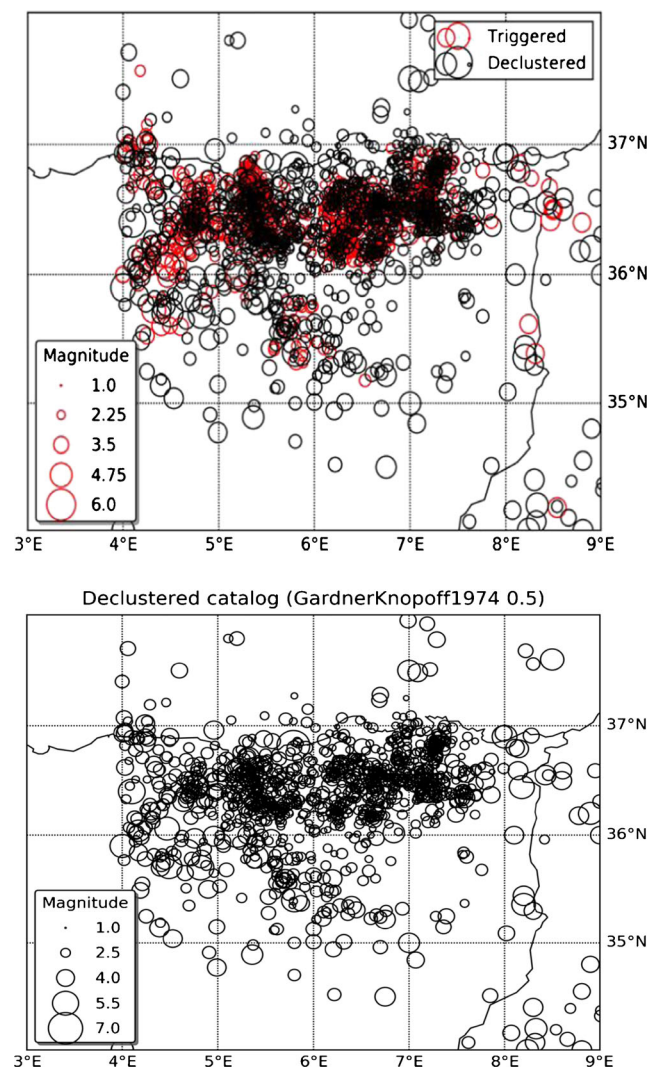 Triggered
Declustered
37°N
36°N
Magnitude
1.0
2.25
3.5
4.75
6.0
35°N
3°E 4°E 5°E 6°E 7°E 8°E 9°E
Declustered catalog (GardnerKnopoff1974 0.5)
37°N
36°N
Magnitude
1.0
2.5
4.0
5.5
7.0
35°N
3°E 4°E 5°E 6°E 7°E 8°E 9°E